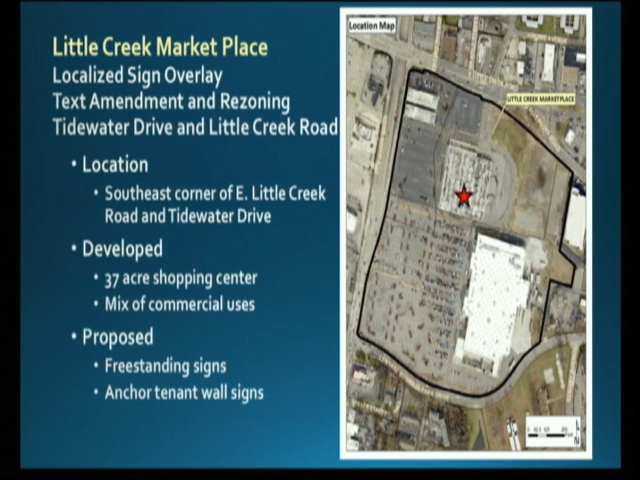 Little Creek Market Place
Localized Sign Overlay
Text Amendment and Rezoning
Tidewater Drive and Little Creek Road
• Location
• Southeast corner of E. Little Creek
Road and Tidewater Drive
• Developed
• 37 acre shopping center
• Mix of commercial uses
• Proposed
• Freestanding signs
• Anchor tenant wall signs
Location Map
LITTLE CREEK MARKETPLACE